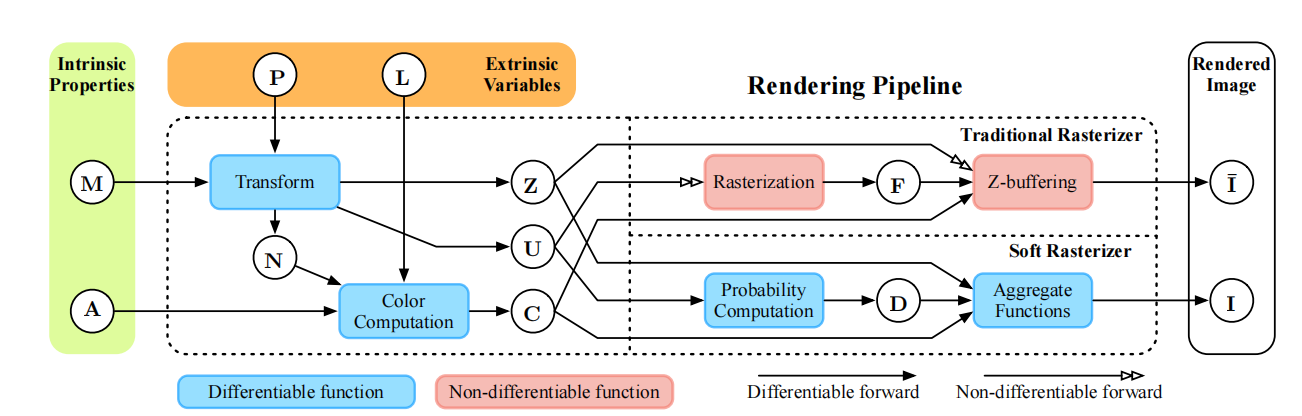 Intrinsic
Properties
P
L
Extrinsic
Variables
Rendering Pipeline
Rendered
Image
Traditional Rasterizer
M
Transform
Z
Rasterization
F
Z-buffering
Ī
N
U
Soft Rasterizer
A
Color
Computation
C
Probability
Computation
D
Aggregate
Functions
I
Differentiable function
Non-differentiable function
Differentiable forward
Non-differentiable forward